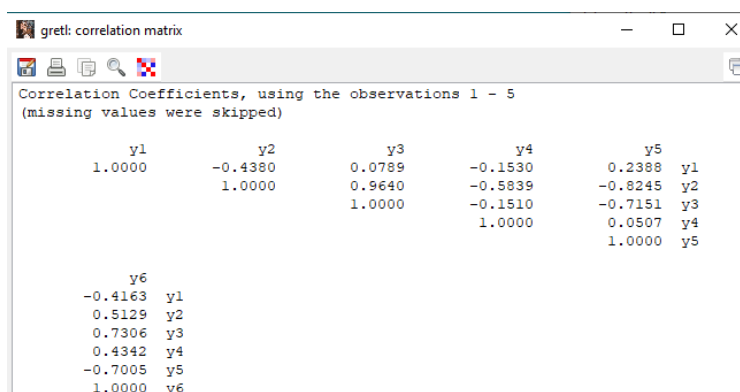 gretl: correlation matrix
Correlation Coefficients, using the observations 1 - 5
(missing values were skipped)
y1 y2 y3 y4 y5
1.0000 -0.4380 0.0789 -0.1530 0.2388 y1
1.0000 0.9640 -0.5839 -0.8245 y2
1.0000 -0.1510 -0.7151 y3
1.0000 0.0507 y4
1.0000 y5
y6
-0.4163 y1
0.5129 y2
0.7306 y3
0.4342 y4
-0.7005 y5
1.0000 y6